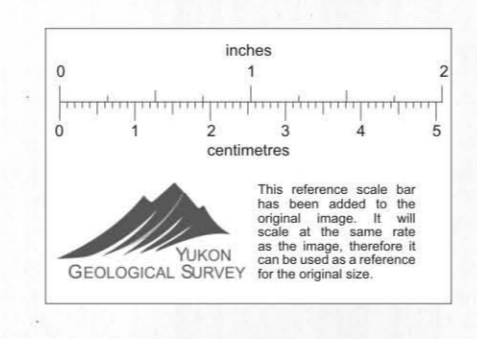 inches
0 1 2
0 1 2 3 4 5
centimetres
This reference scale bar
has been added to the
original image. It will
scale at the same rate
as the image, therefore it
can be used as a reference
for the original size.
YUKON
GEOLOGICAL SURVEY